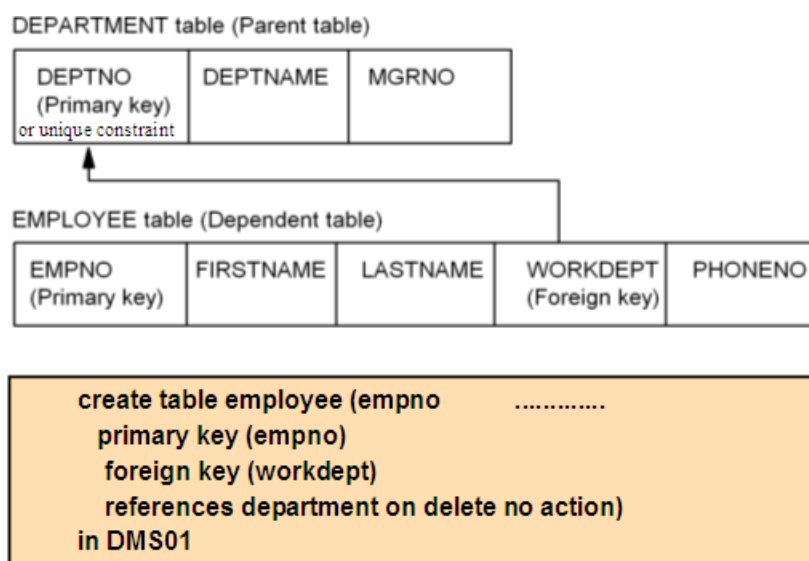 DEPARTMENT table (Parent table)
DEPTNO DEPTNAME MGRNO
(Primary key)
or unique constraint
EMPLOYEE table (Dependent table)
EMPNO FIRSTNAME LASTNAME WORKDEPT PHONENO
(Primary key) (Foreign key)
create table employee (empno .............
primary key (empno)
foreign key (workdept)
references department on delete no action)
in DMS01